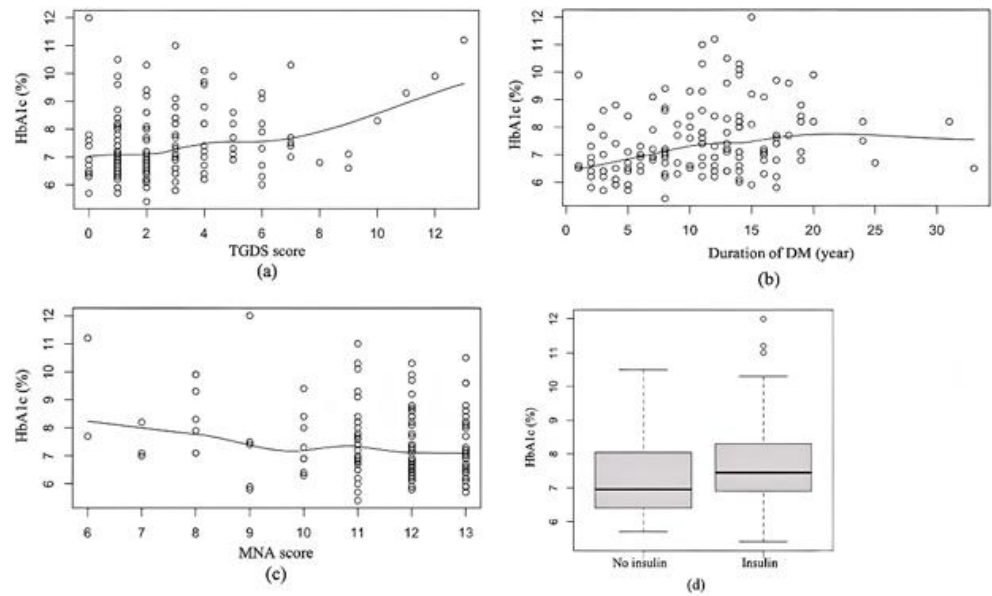 12
11
10
9
8
7
6
HbA1c (%)
0 2 4 6 8 10 12
TGDS score
(a)
12
11
10
9
8
7
6
HbA1c (%)
0 5 10 15 20 25 30
Duration of DM (year)
(b)
12
11
10
9
8
7
6
HbA1c (%)
6 7 8 9 10 11 12 13
MNA score
(c)
12
11
10
9
8
7
6
HbA1c (%)
No insulin Insulin
(d)